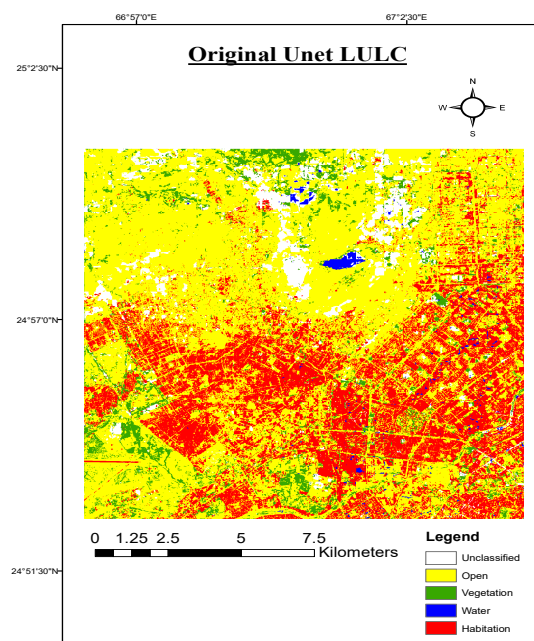 66°57'0"E 67°2'30"E
Original Unet LULC
25°2'30"N
N
W E
S
24°57'0"N
24°51'30"N
0 1.25 2.5 5 7.5
Kilometers
Legend
Unclassified
Open
Vegetation
Water
Habitation